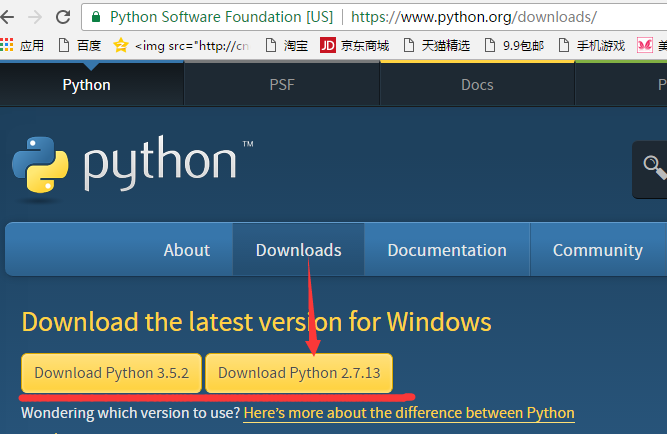 Python Software Foundation [US] | https://www.python.org/downloads/
应用 百度 <img src="http://cn 淘宝 JD 京东商城 天猫精选 9.9包邮 手机游戏 美
Python PSF Docs P
python™
About Downloads Documentation Community
Download the latest version for Windows
Download Python 3.5.2 Download Python 2.7.13
Wondering which version to use? Here's more about the difference between Python